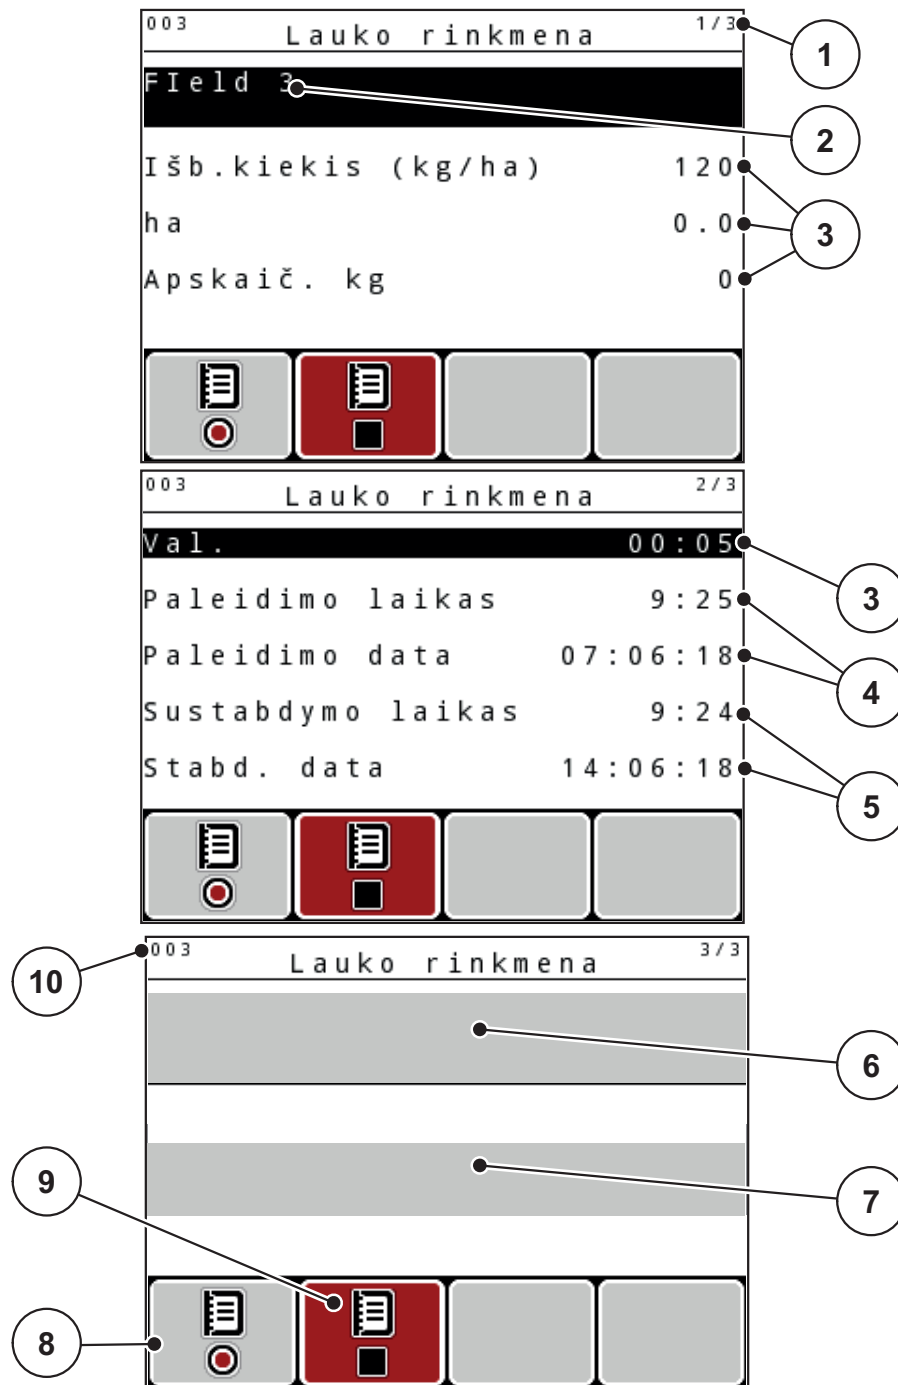 003 Lauko rinkmena 1/3
1
FIeld 3
2
Išb.kiekis (kg/ha) 120
ha 0.0
3
Apskaič. kg 0
003 Lauko rinkmena 2/3
Val. 00:05
3
Paleidimo laikas 9:25
Paleidimo data 07:06:18
4
Sustabdymo laikas 9:24
Stabd. data 14:06:18
5
003 Lauko rinkmena 3/3
10
6
9
7
8